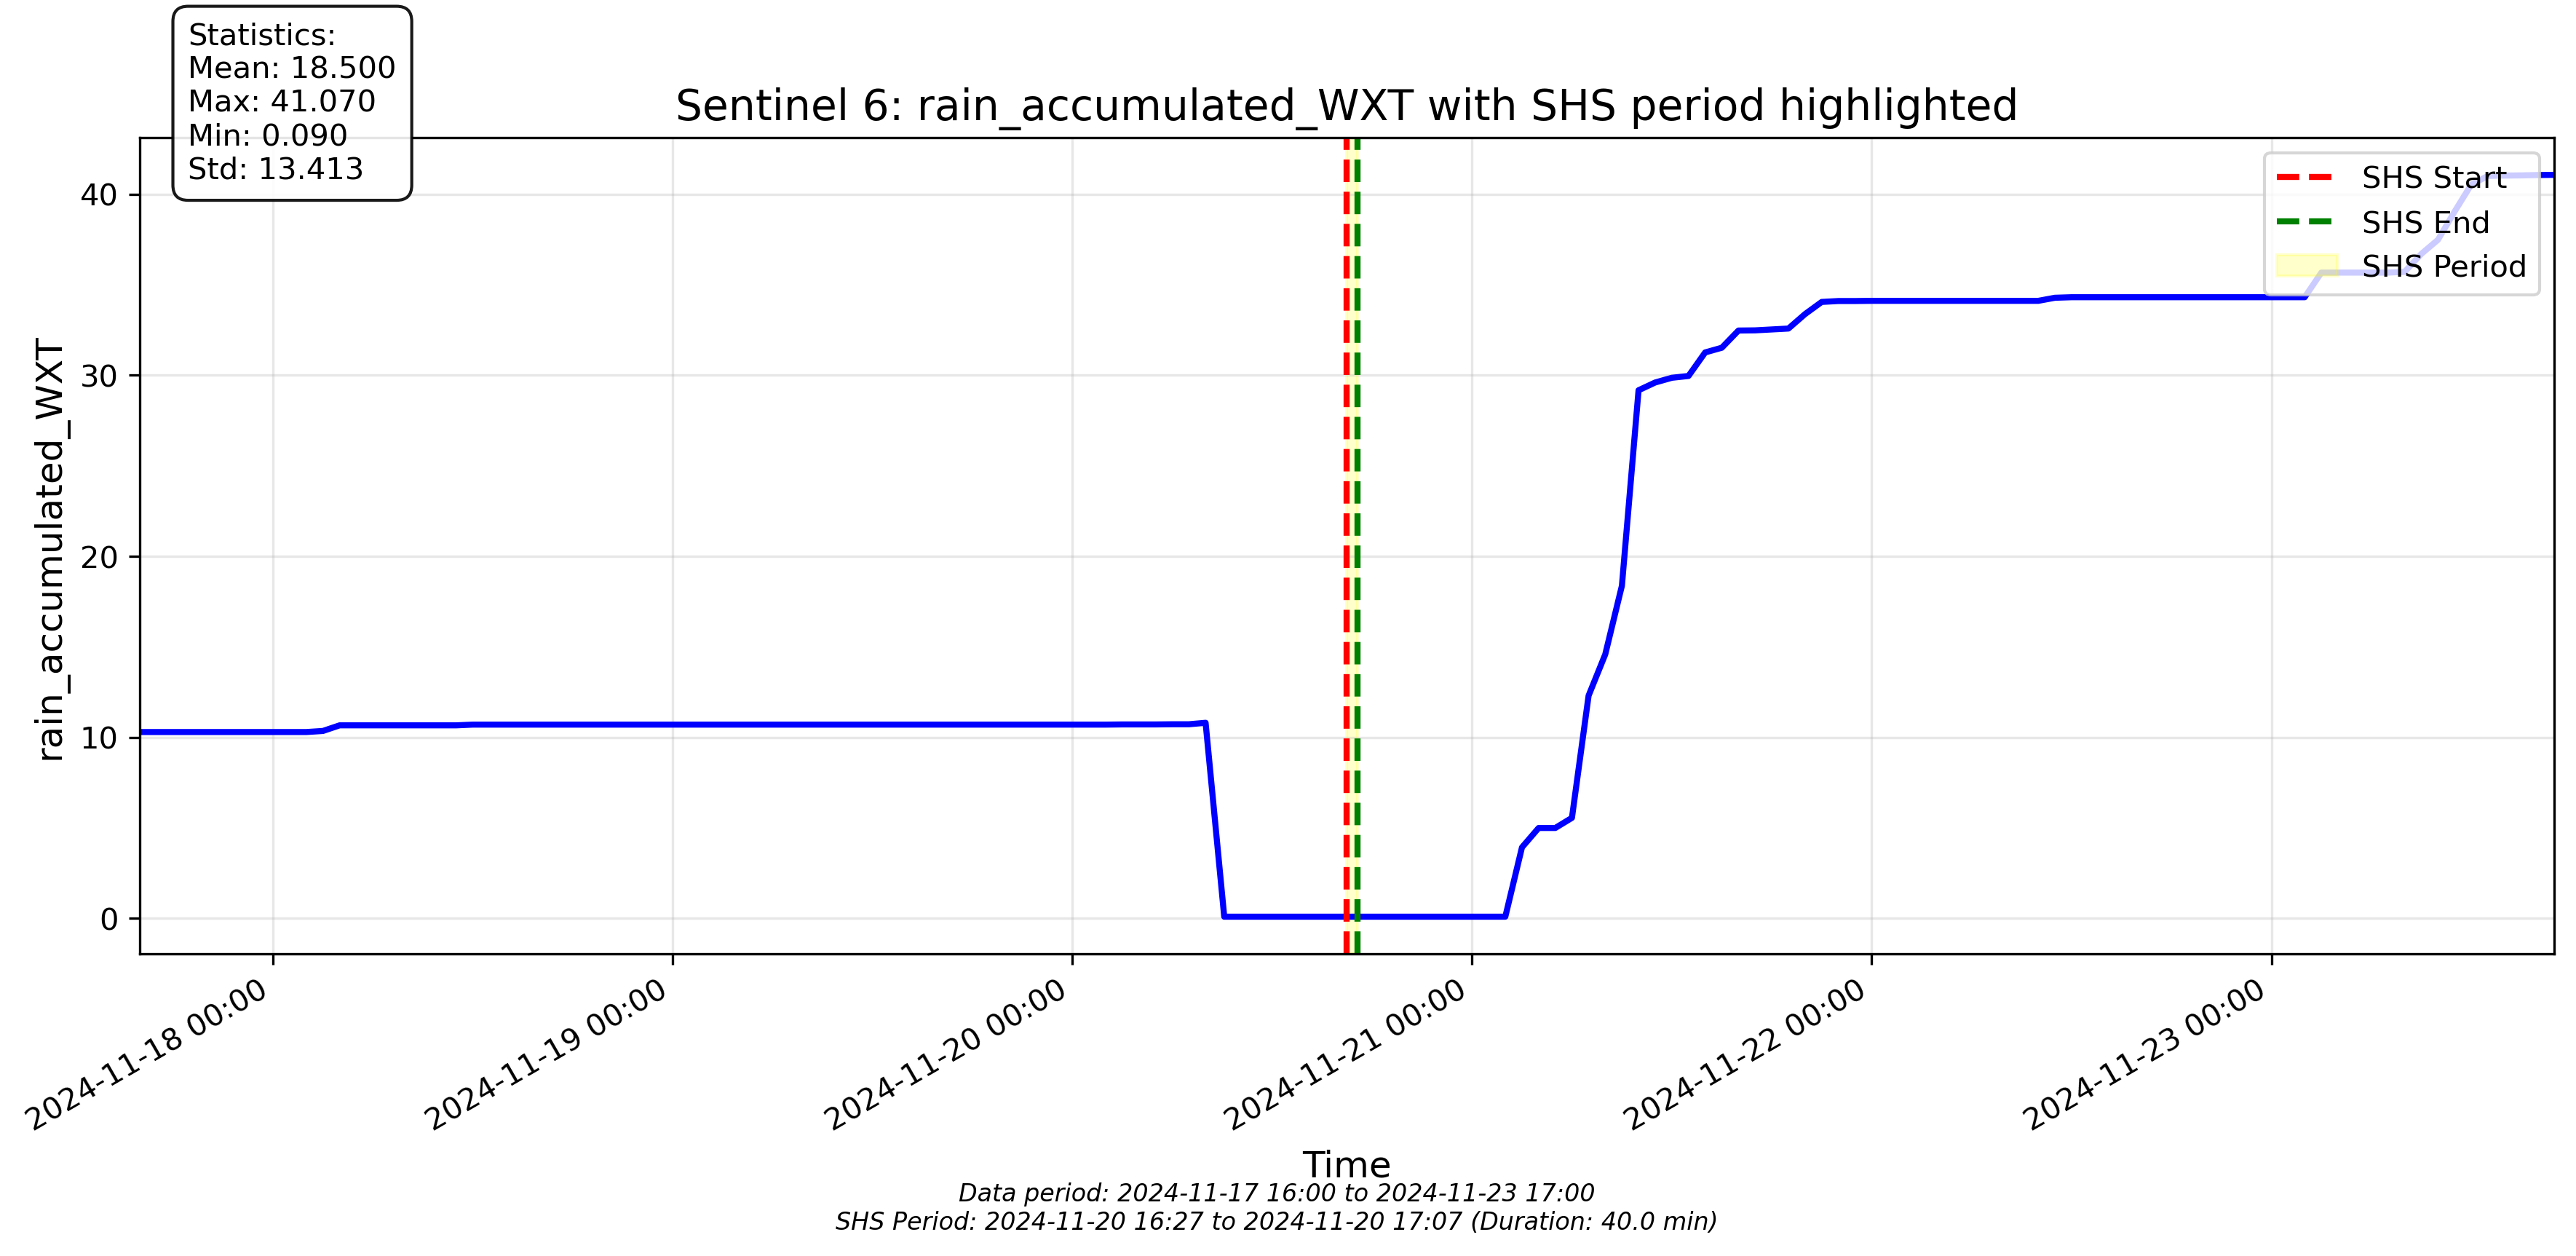 Statistics:
Mean: 18.500
Max: 41.070
Min: 0.090
Std: 13.413
Sentinel 6: rain_accumulated_WXT with SHS period highlighted
SHS Start
SHS End
SHS Period
rain_accumulated_WXT
40
30
20
10
0
2024-11-18 00:00
2024-11-19 00:00
2024-11-20 00:00
2024-11-21 00:00
2024-11-22 00:00
2024-11-23 00:00
Time
Data period: 2024-11-17 16:00 to 2024-11-23 17:00
SHS Period: 2024-11-20 16:27 to 2024-11-20 17:07 (Duration: 40.0 min)